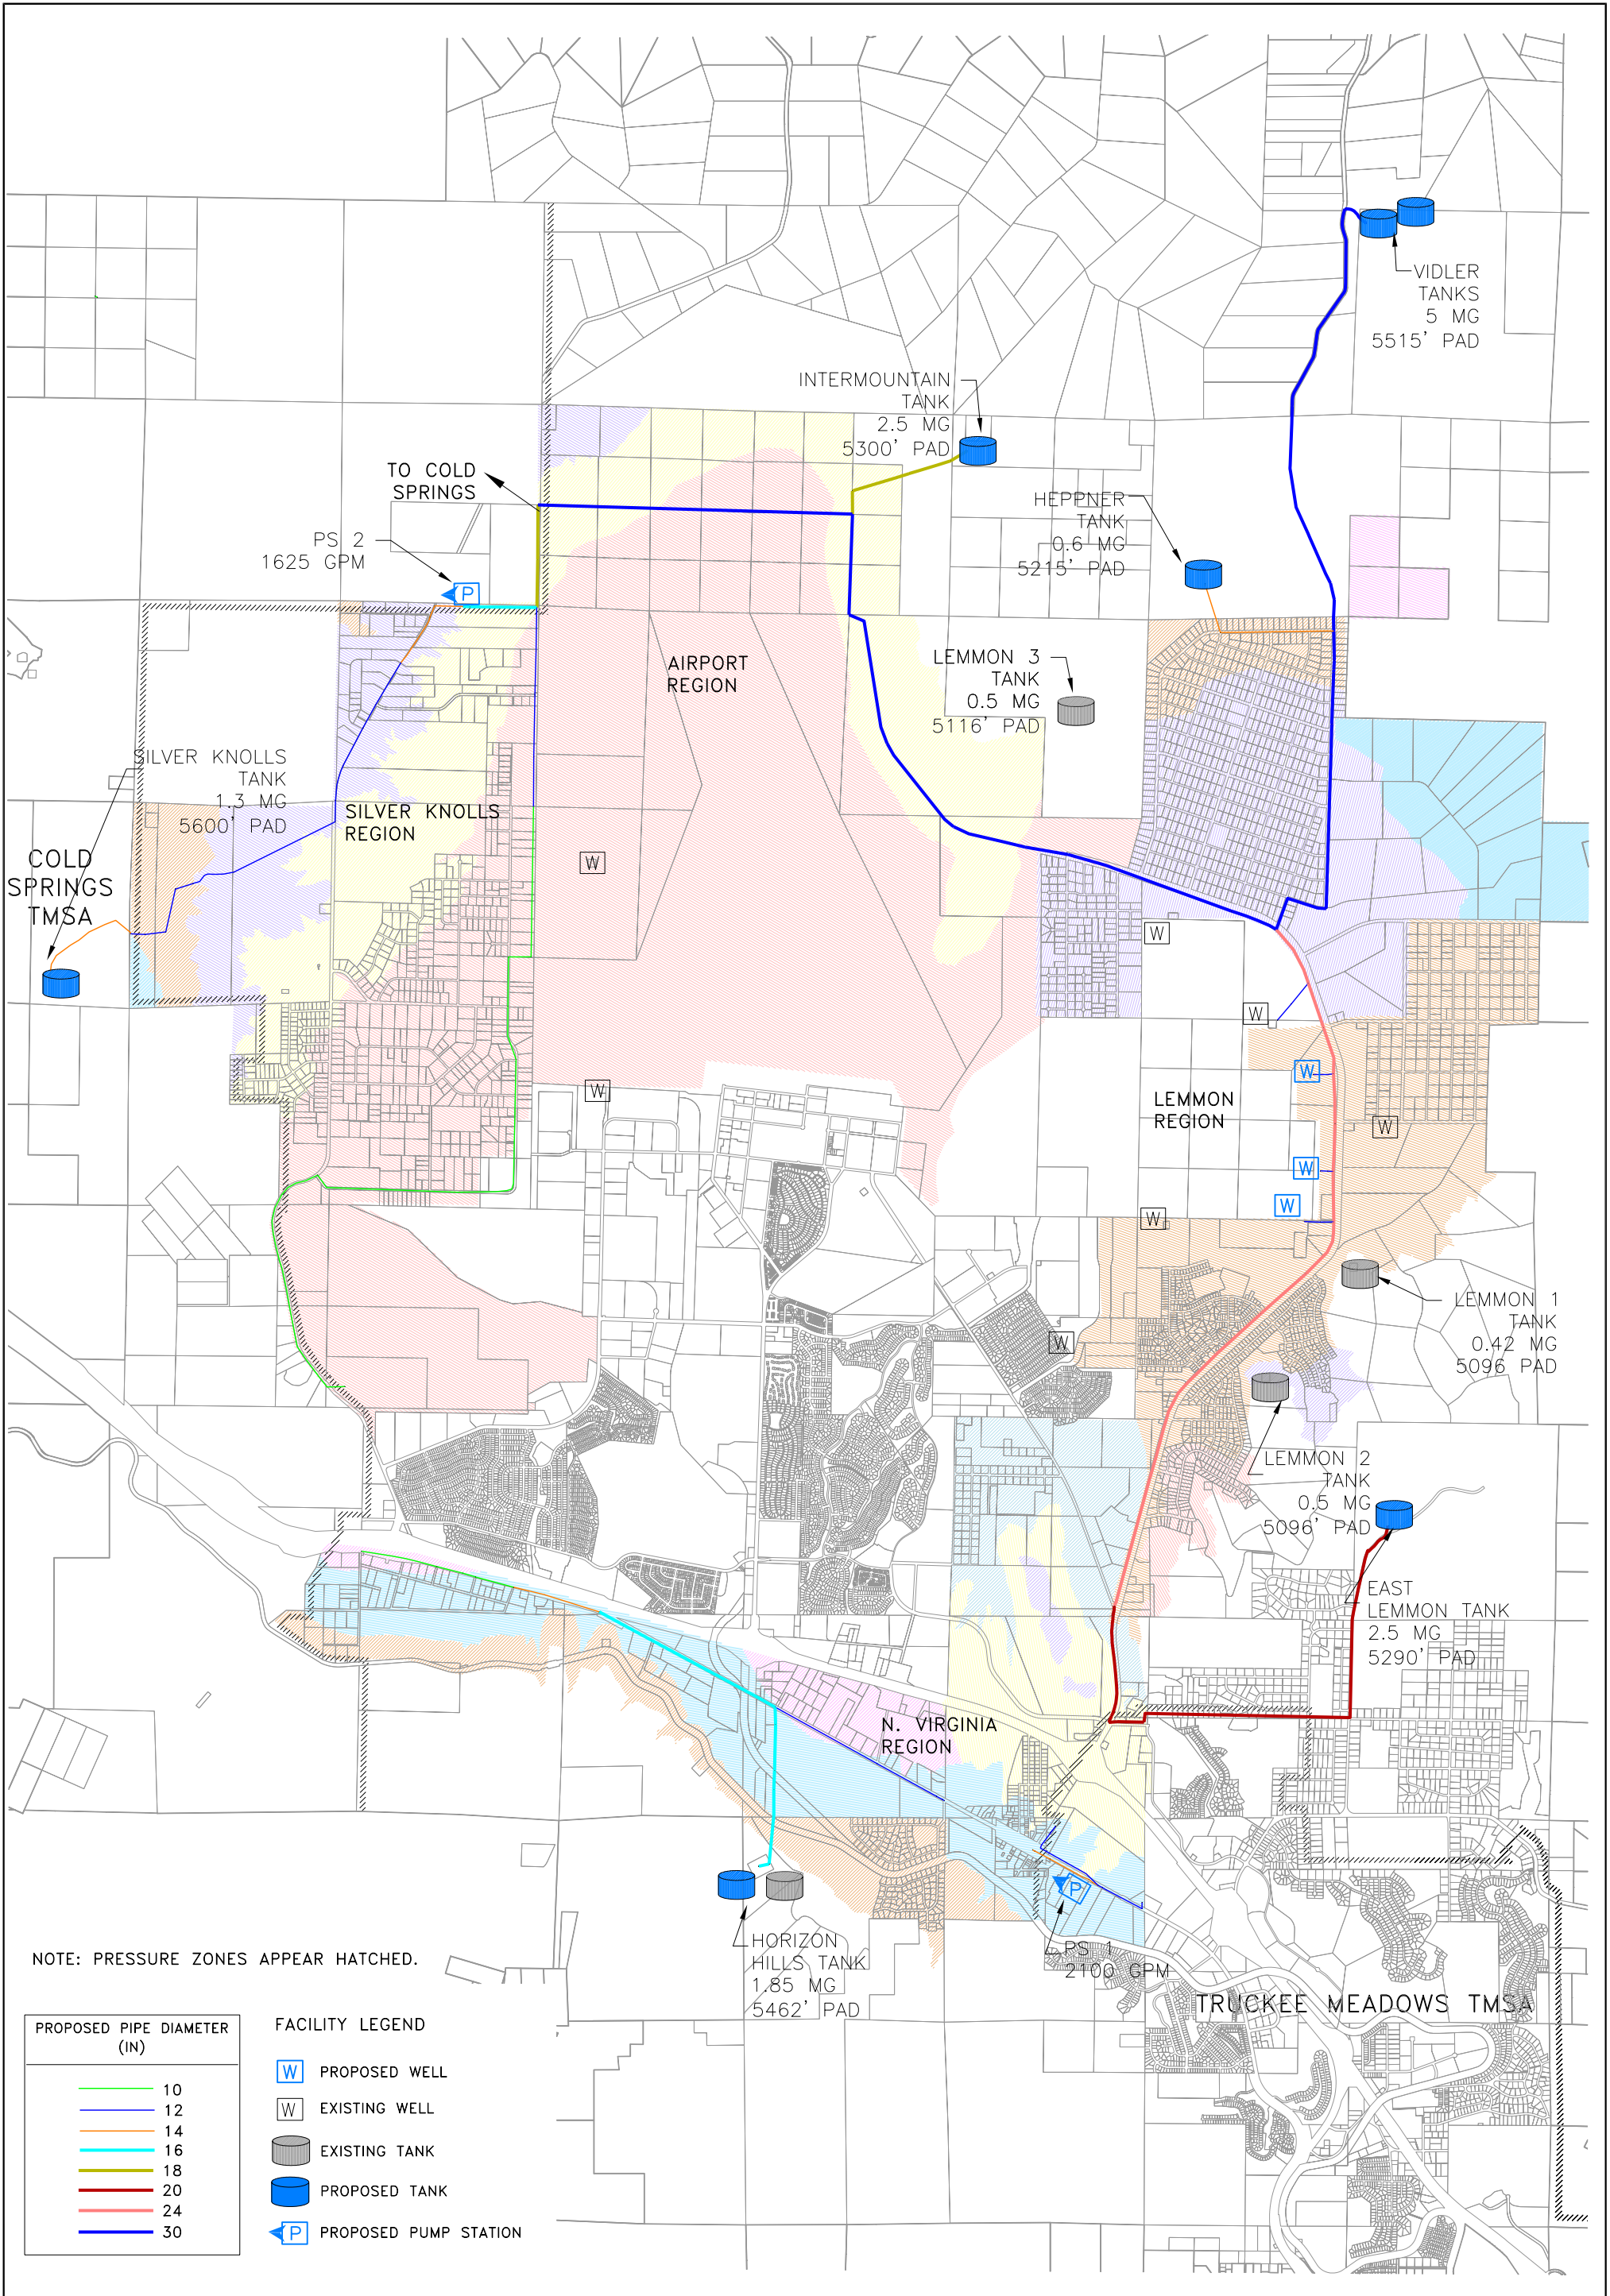 VIDLER
TANKS
5 MG
5515' PAD
INTERMOUNTAIN
TANK
2.5 MG
5300' PAD
TO COLD
SPRINGS
HEPPNER
TANK
0.6 MG
5215' PAD
PS 2
1625 GPM
P
AIRPORT
REGION
LEMMON 3
TANK
0.5 MG
5116' PAD
SILVER KNOLLS
TANK
1.3 MG
5600' PAD
SILVER KNOLLS
REGION
COLD
SPRINGS
TMSA
W
W
W
W
W
LEMMON
REGION
W
W
W
W
W
LEMMON 1
TANK
0.42 MG
5096 PAD
W
LEMMON 2
TANK
0.5 MG
5096' PAD
EAST
LEMMON TANK
2.5 MG
5290' PAD
N. VIRGINIA
REGION
P
HORIZON
HILLS TANK
1.85 MG
5462' PAD
PS 1
2100 GPM
TRUCKEE MEADOWS TMSA
NOTE: PRESSURE ZONES APPEAR HATCHED.
PROPOSED PIPE DIAMETER
(IN)
10
12
14
16
18
20
24
30
FACILITY LEGEND
W PROPOSED WELL
W EXISTING WELL
EXISTING TANK
PROPOSED TANK
P PROPOSED PUMP STATION